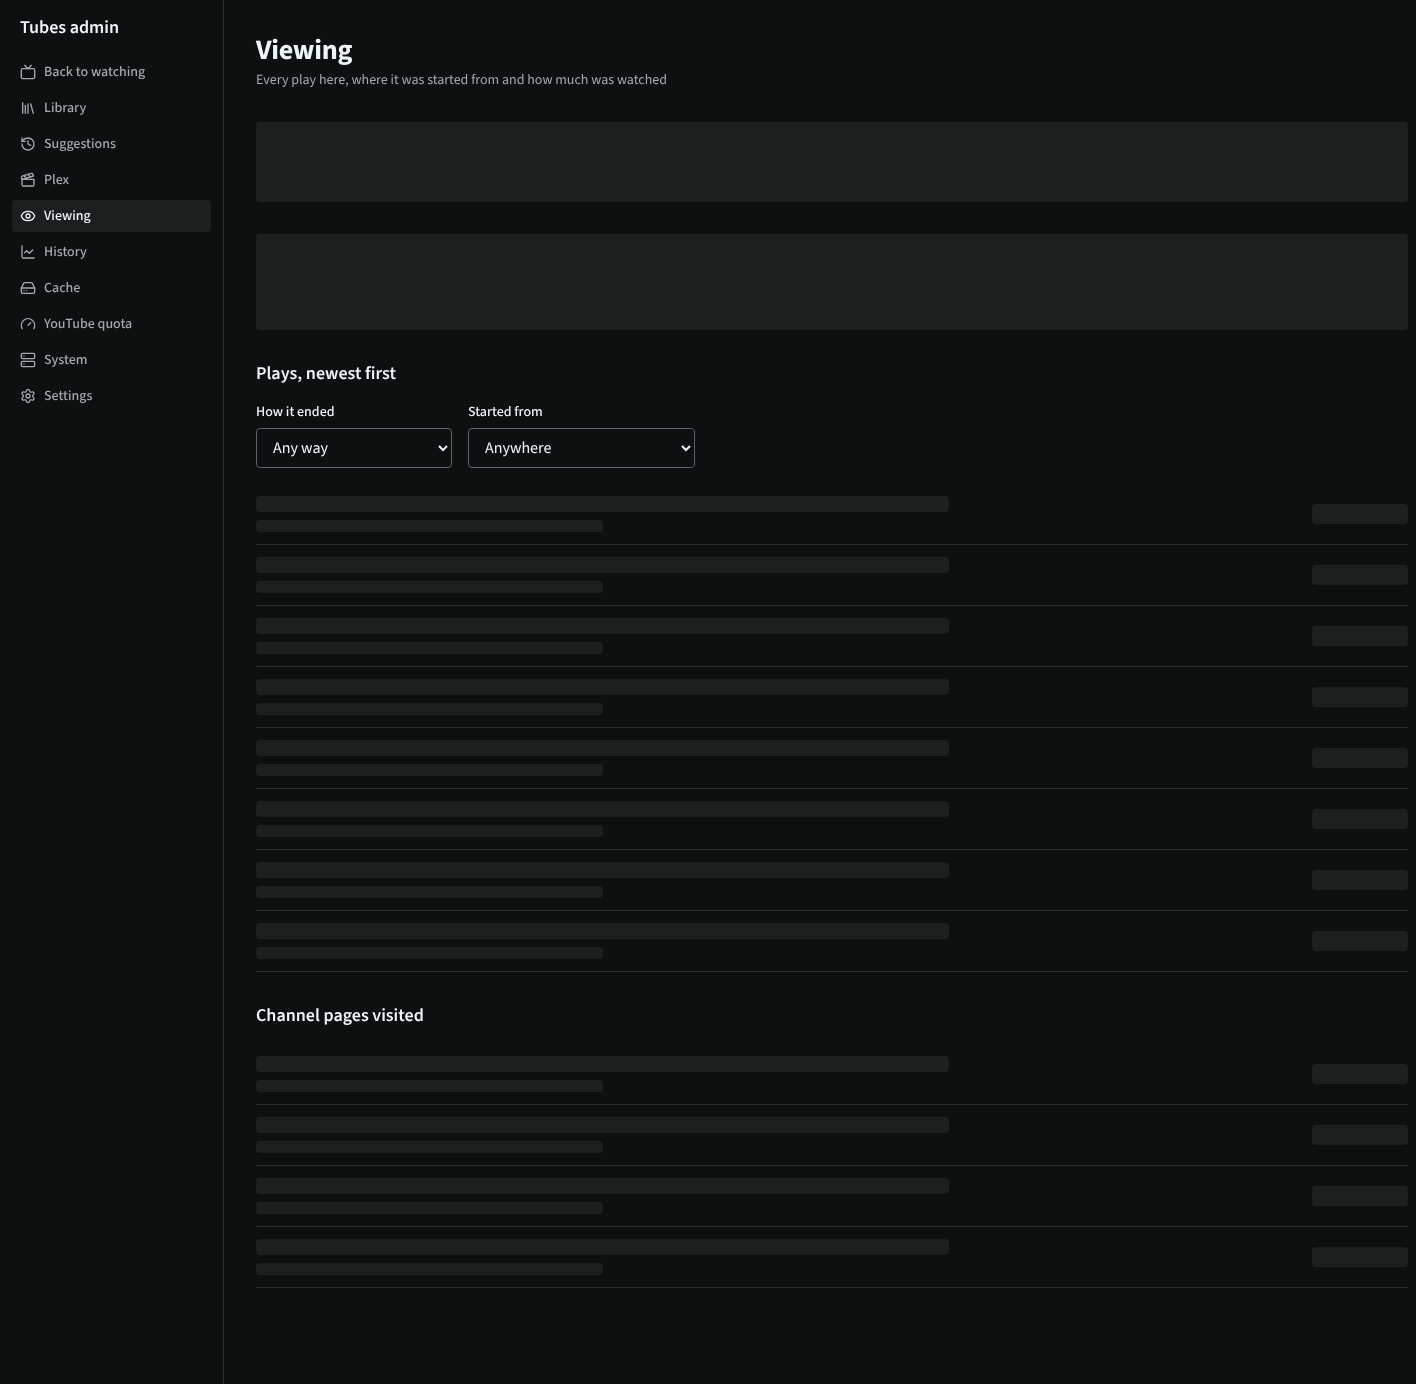 Tubes admin
Back to watching
Library
Suggestions
Plex
Viewing
History
Cache
YouTube quota
System
Settings
Viewing
Every play here, where it was started from and how much was watched
Plays, newest first
How it ended
Started from
Any way
Anywhere
Channel pages visited